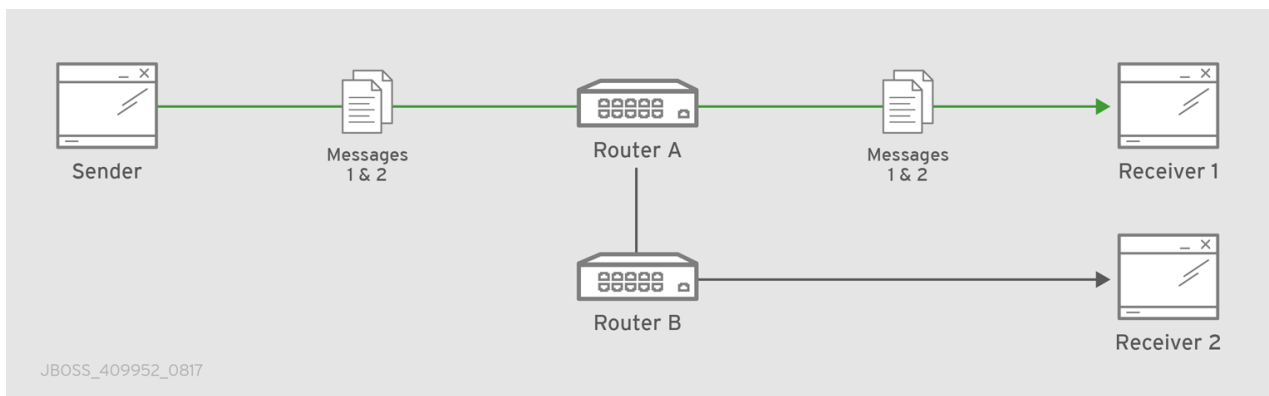 Sender
Messages
1 & 2
Router A
Messages
1 & 2
Receiver 1
Router B
Receiver 2
JBOSS_409952_0817